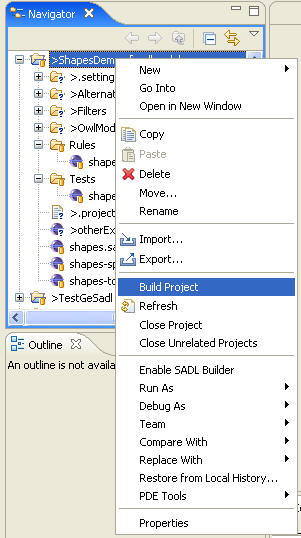 Navigator
>ShapesDem
>.setting
>Alternat
>Filters
>OwlMod
Rules
shape
Tests
shape
>.projec
>otherEx
shapes.sa
shapes-sp
shapes-to
>TestGeSadl
New
Go Into
Open in New Window
Copy
Paste
Delete
Move...
Rename
Import...
Export...
Build Project
Refresh
Close Project
Close Unrelated Projects
Enable SADL Builder
Run As
Debug As
Team
Compare With
Replace With
Restore from Local History...
PDE Tools
Properties
Outline
An outline is not availa